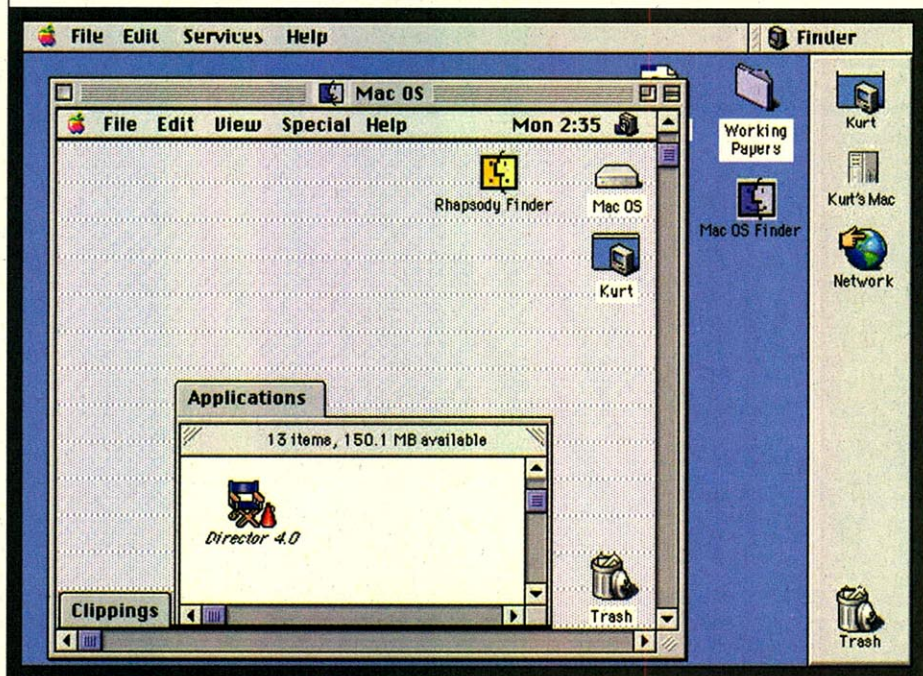 File Edit Services Help
Finder
Mac OS
File Edit View Special Help Mon 2:35
Rhapsody Finder
Mac OS
Kurt
Applications
13 items, 150.1 MB available
Director 4.0
Clippings
Trash
Working
Papers
Mac OS Finder
Kurt
Kurt's Mac
Network
Trash